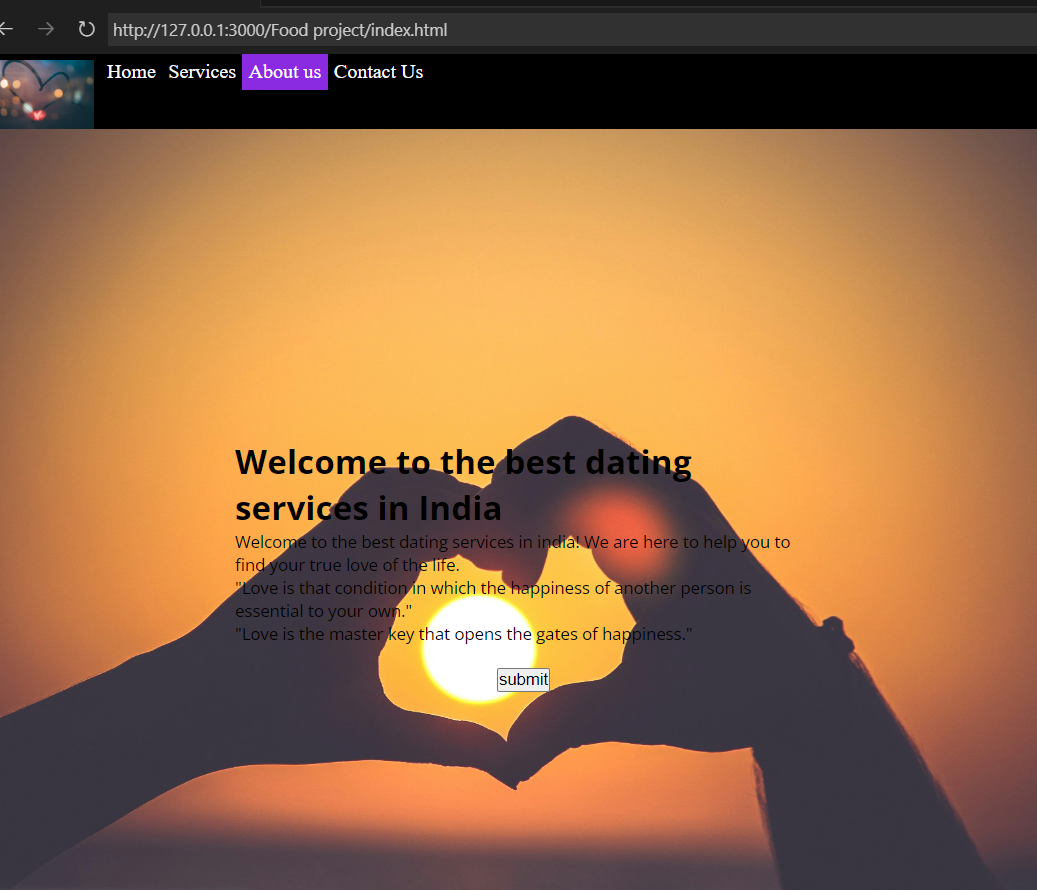 http://127.0.0.1:3000/Food project/index.html
Home Services About us Contact Us
Welcome to the best dating
services in India
Welcome to the best dating services in india! We are here to help you to
find your true love of the life.
"Love is that condition in which the happiness of another person is
essential to your own."
"Love is the master key that opens the gates of happiness."
submit